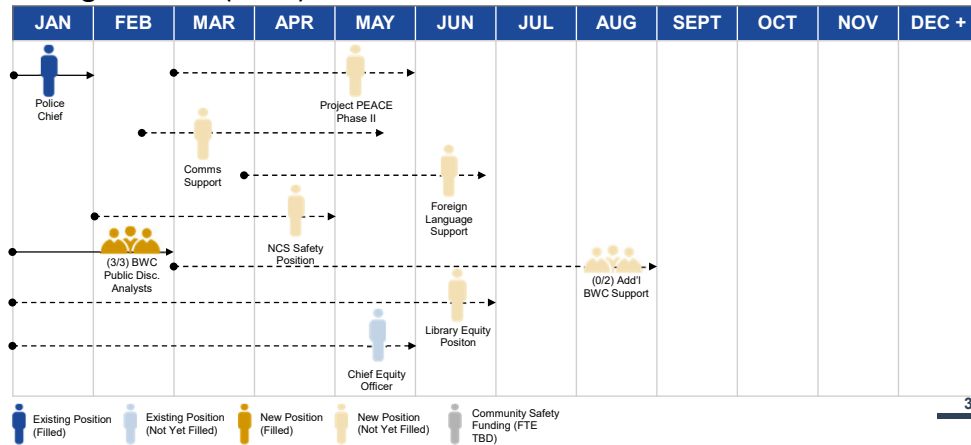 JAN FEB MAR APR MAY JUN JUL AUG SEPT OCT NOV DEC +
Police
Chief
Project PEACE
Phase II
Comms
Support
Foreign
Language
Support
NCS Safety
Position
(3/3) BWC
Public Disc.
Analysts
(0/2) Add'l
BWC Support
Library Equity
Positon
Chief Equity
Officer
3
Existing Position
(Filled)
Existing Position
(Not Yet Filled)
New Position
(Filled)
New Position
(Not Yet Filled)
Community Safety
Funding (FTE
TBD)